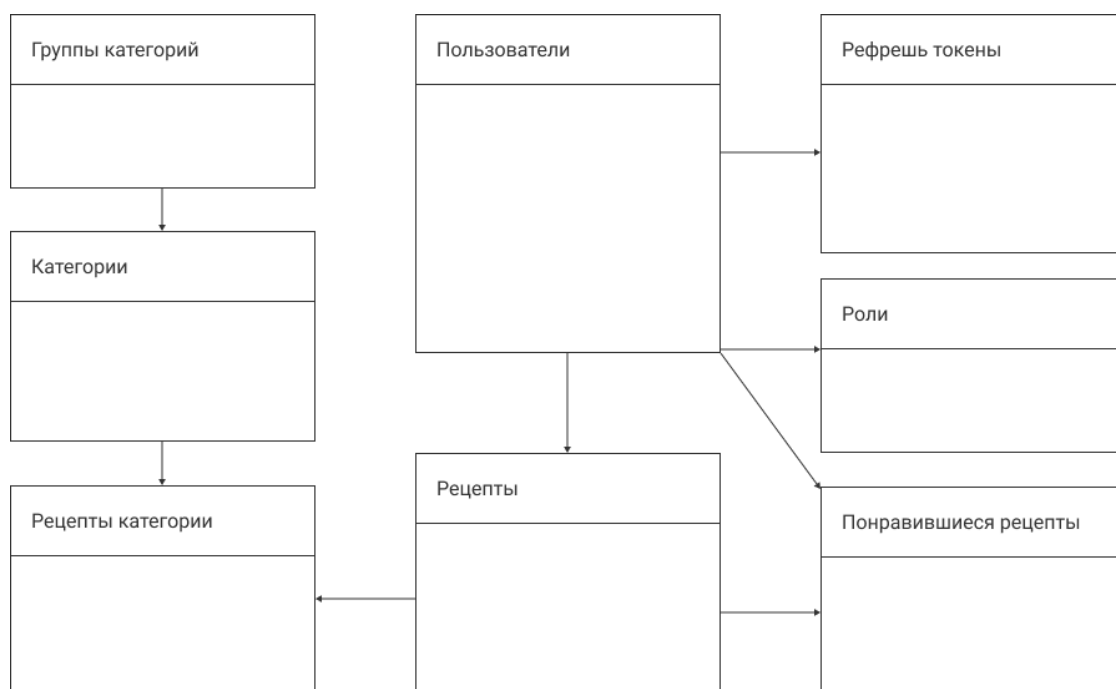 Группы категорий
Пользователи
Рефрешь токены
Категории
Роли
Рецепты категории
Рецепты
Понравившиеся рецепты